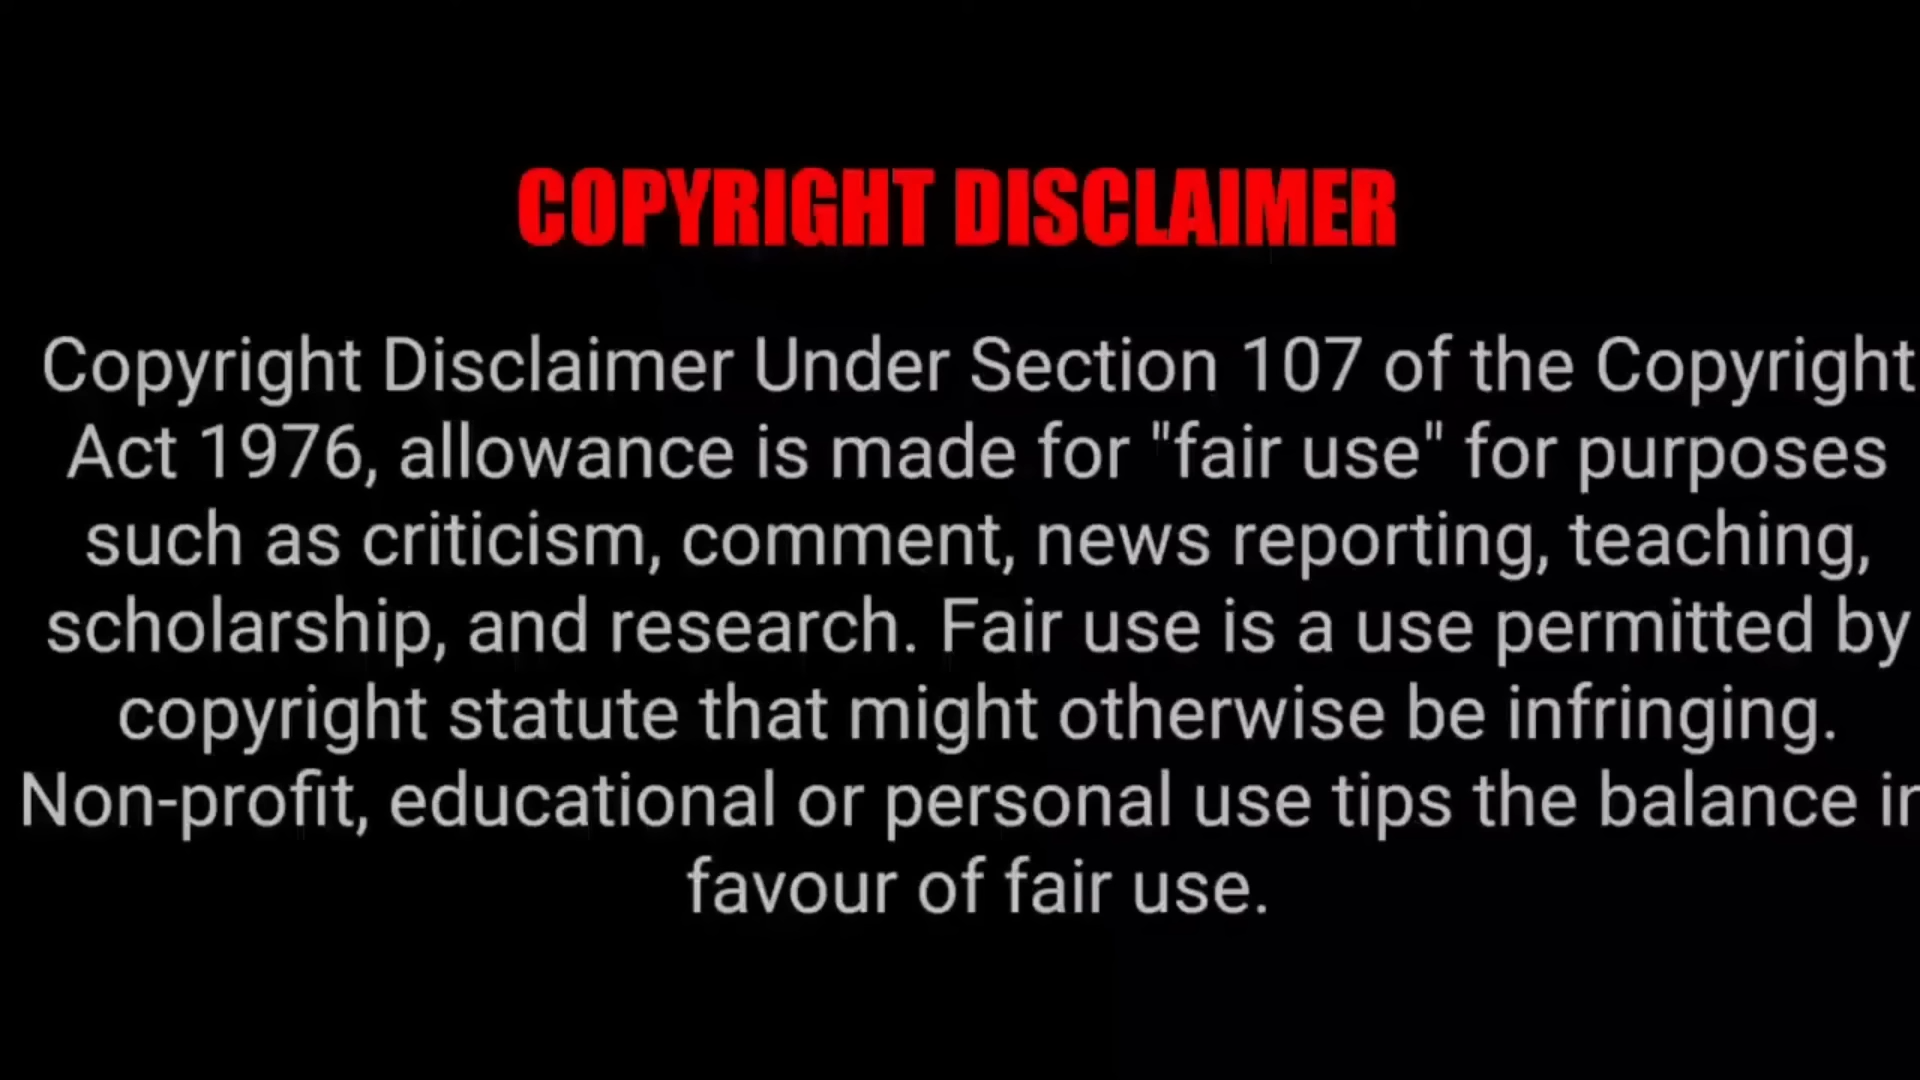 COPYRIGHT DISCLAIMER
Copyright Disclaimer Under Section 107 of the Copyright
Act 1976, allowance is made for "fair use" for purposes
such as criticism, comment, news reporting, teaching,
scholarship, and research. Fair use is a use permitted by
copyright statute that might otherwise be infringing.
Non-profit, educational or personal use tips the balance in
favour of fair use.